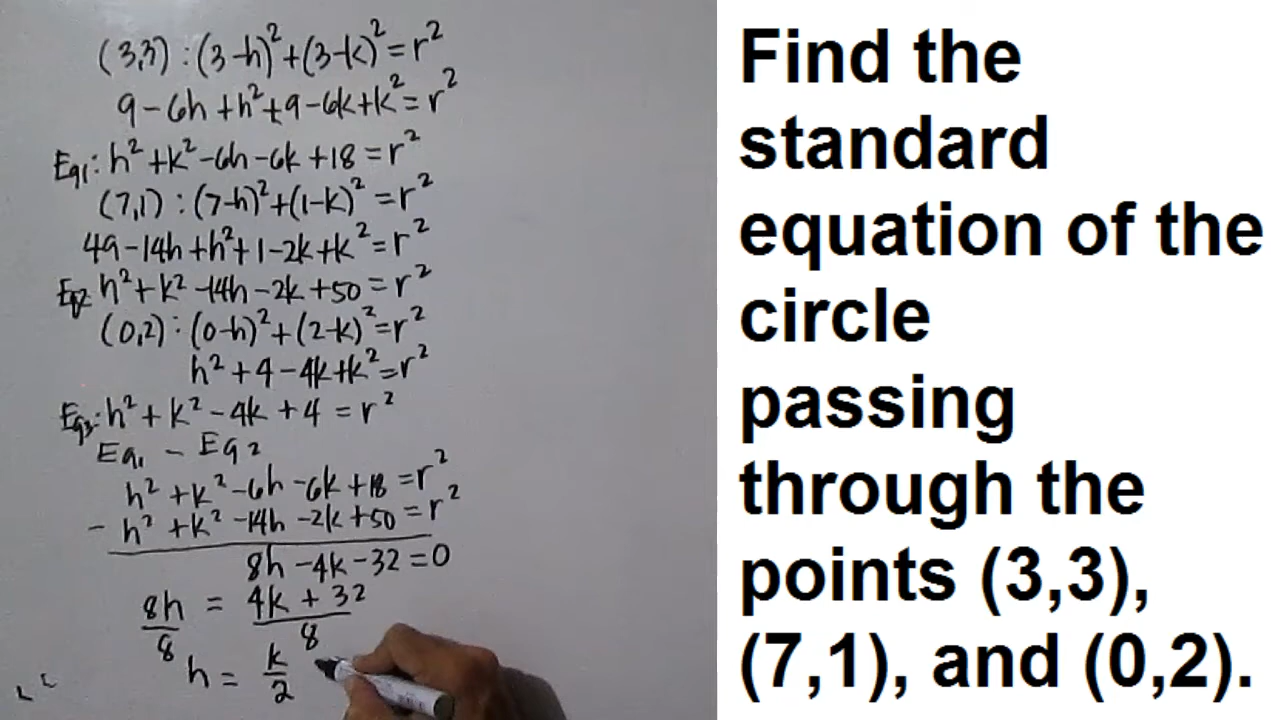 (3,3) : (3-h)² + (3-k)² = r²
9 - 6h + h² + 9 - 6k + k² = r²
Eq1: h² + k² - 6h - 6k + 18 = r²
(7,1) : (7-h)² + (1-k)² = r²
49 - 14h + h² + 1 - 2k + k² = r²
Eq2: h² + k² - 14h - 2k + 50 = r²
(0,2) : (0-h)² + (2-k)² = r²
h² + 4 - 4k + k² = r²
Eq3: h² + k² - 4k + 4 = r²
Eq1 - Eq2
h² + k² - 6h - 6k + 18 = r²
- h² + k² - 14h - 2k + 50 = r²
8h - 4k - 32 = 0
8h = 4k + 32
8 8
h = k
2
Find the
standard
equation of the
circle
passing
through the
points (3,3),
(7,1), and (0,2).